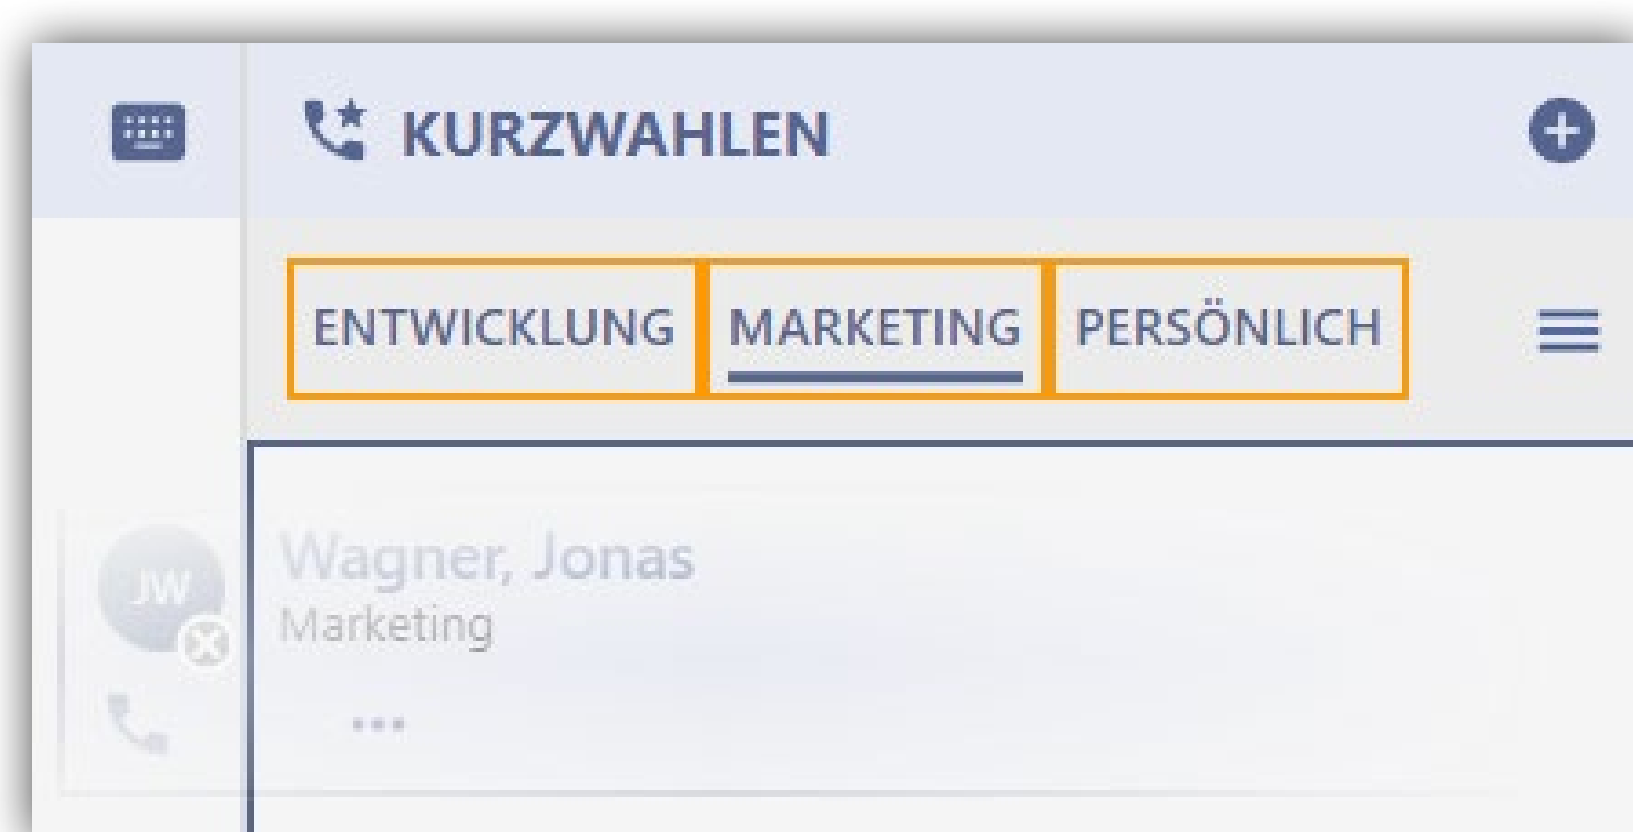 KURZWAHLEN
ENTWICKLUNG MARKETING PERSÖNLICH
JW
Wagner, Jonas
Marketing
...